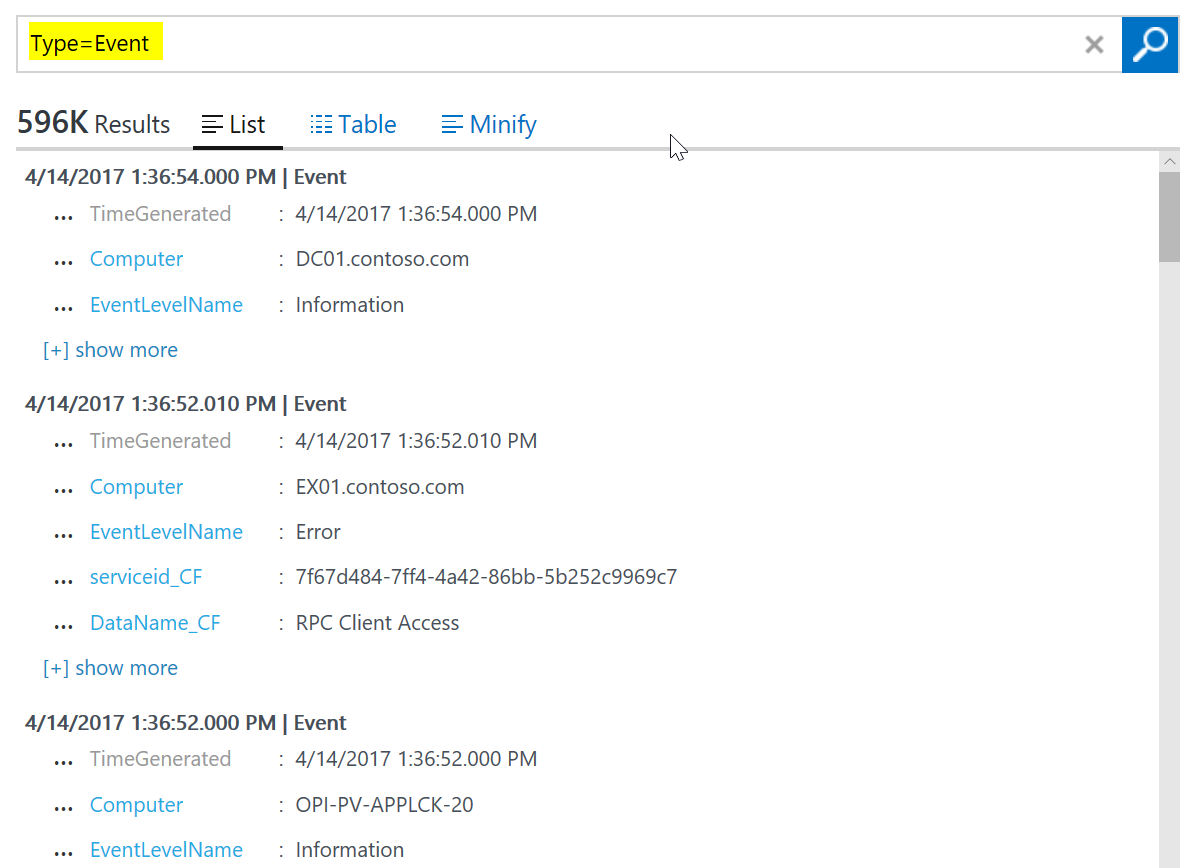 Type=Event
596K Results List Table Minify
4/14/2017 1:36:54.000 PM | Event
... TimeGenerated : 4/14/2017 1:36:54.000 PM
... Computer : DC01.contoso.com
... EventLevelName : Information
[+] show more
4/14/2017 1:36:52.010 PM | Event
... TimeGenerated : 4/14/2017 1:36:52.010 PM
... Computer : EX01.contoso.com
... EventLevelName : Error
... serviceid_CF : 7f67d484-7ff4-4a42-86bb-5b252c9969c7
... DataName_CF : RPC Client Access
[+] show more
4/14/2017 1:36:52.000 PM | Event
... TimeGenerated : 4/14/2017 1:36:52.000 PM
... Computer : OPI-PV-APPLCK-20
... EventLevelName : Information